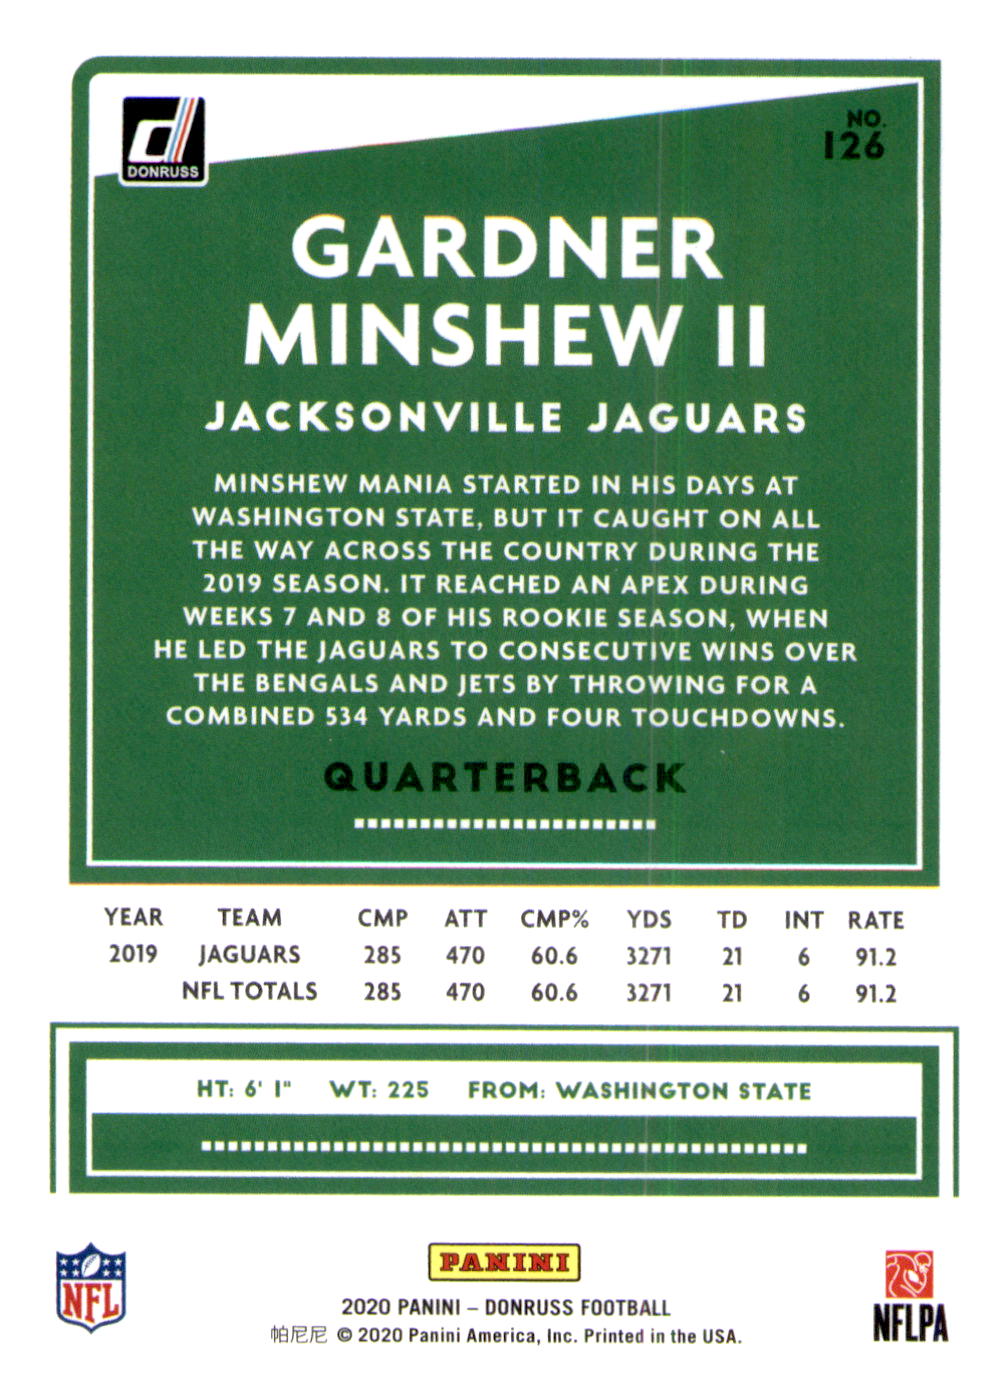 DONRUSS
NO.
126
GARDNER
MINSHEW II
JACKSONVILLE JAGUARS
MINSHEW MANIA STARTED IN HIS DAYS AT
WASHINGTON STATE, BUT IT CAUGHT ON ALL
THE WAY ACROSS THE COUNTRY DURING THE
2019 SEASON. IT REACHED AN APEX DURING
WEEKS 7 AND 8 OF HIS ROOKIE SEASON, WHEN
HE LED THE JAGUARS TO CONSECUTIVE WINS OVER
THE BENGALS AND JETS BY THROWING FOR A
COMBINED 534 YARDS AND FOUR TOUCHDOWNS.
QUARTERBACK
YEAR TEAM CMP ATT CMP% YDS TD INT RATE
2019 JAGUARS 285 470 60.6 3271 21 6 91.2
NFL TOTALS 285 470 60.6 3271 21 6 91.2
HT: 6' 1" WT: 225 FROM: WASHINGTON STATE
NFL
PANINI
2020 PANINI – DONRUSS FOOTBALL
帕尼尼 © 2020 Panini America, Inc. Printed in the USA.
NFLPA